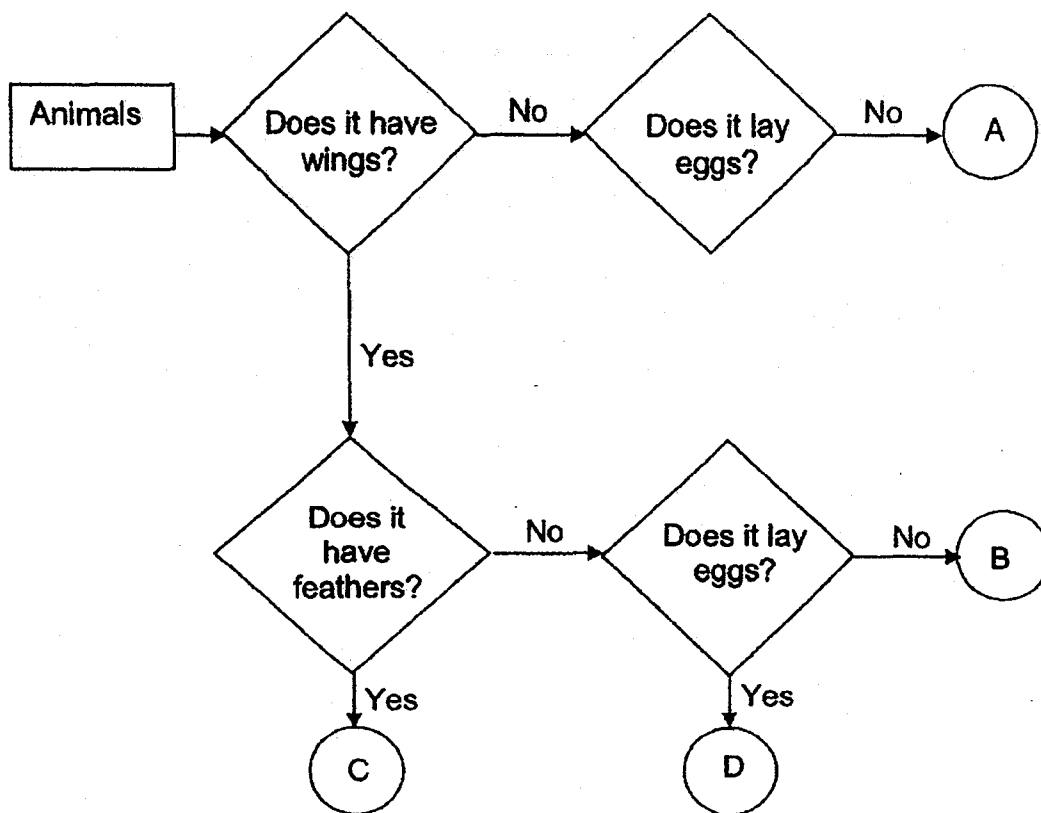 Animals
Does it have
wings?
No
Does it lay
eggs?
No
A
Yes
Does it
have
feathers?
No
Does it lay
eggs?
No
B
Yes
C
Yes
D